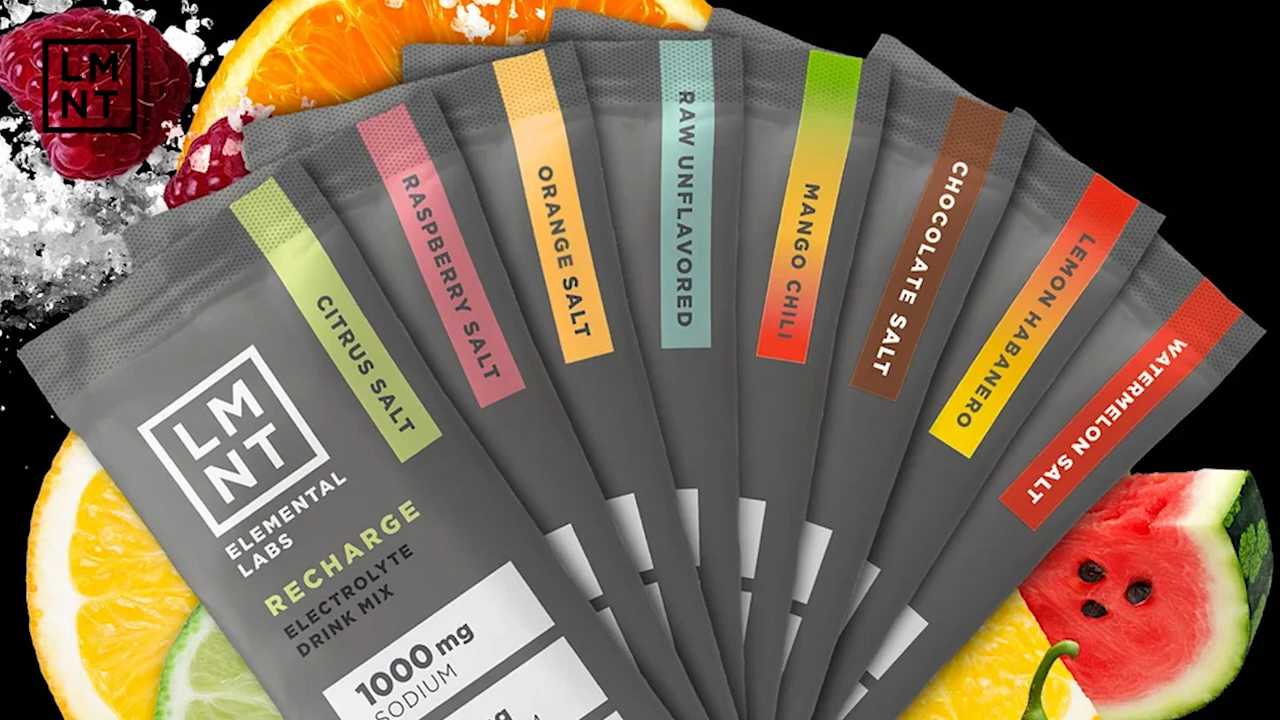 LM
NT
CITRUS SALT
RASPBERRY SALT
ORANGE SALT
RAW UNFLAVORED
MANGO CHILI
CHOCOLATE SALT
LEMON HABANERO
WATERMELON SALT
LM
NT
ELEMENTAL
LABS
RECHARGE
ELECTROLYTE
DRINK MIX
1000 mg
SODIUM
mg